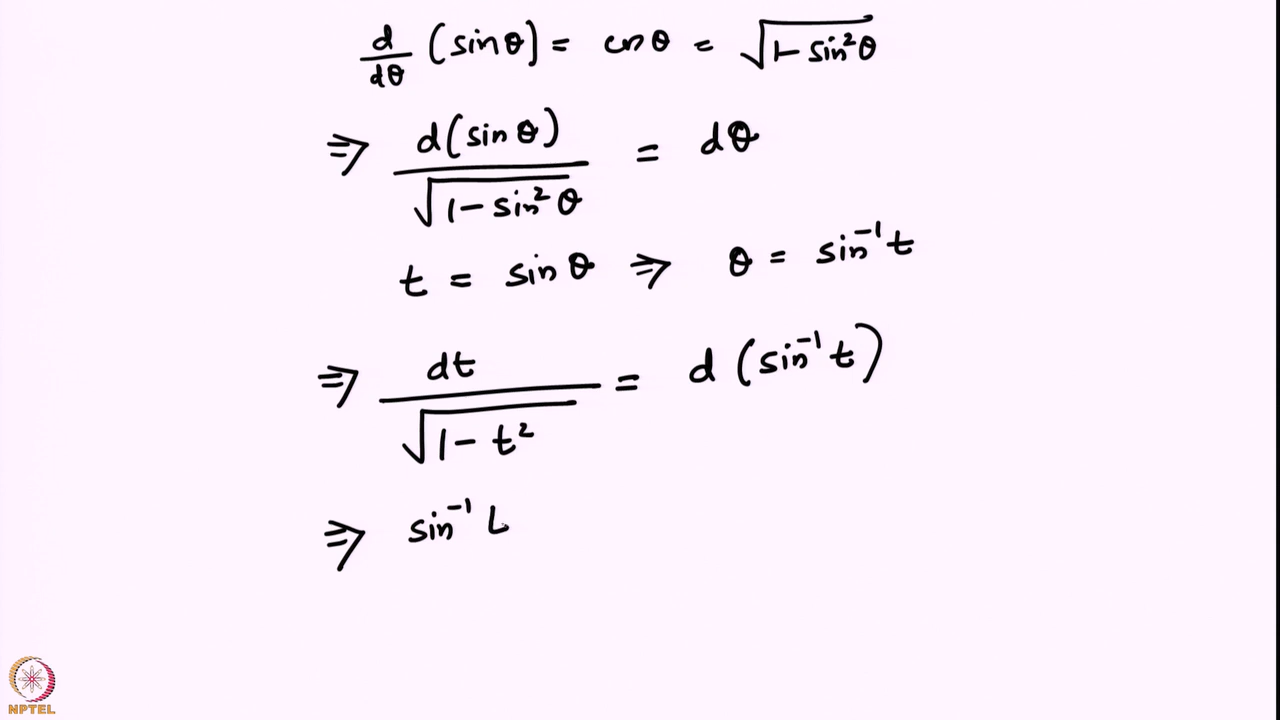 d/dθ (sinθ) = cosθ = √(1-sin²θ)
⇒ d(sinθ)/√(1-sin²θ) = dθ
t = sinθ ⇒ θ = sin⁻¹t
⇒ dt/√(1-t²) = d(sin⁻¹t)
⇒ sin⁻¹
NPTEL